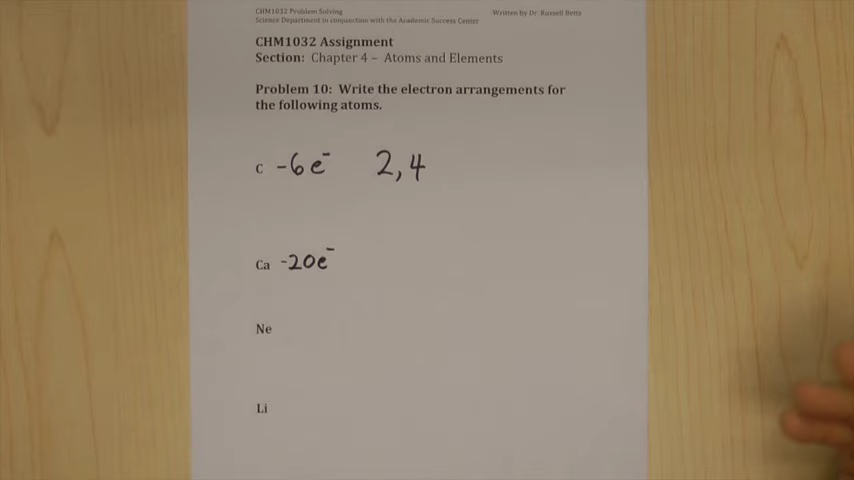 CHM1032 Problem Solving
Written by Dr. Russell Betts
Science Department in conjunction with the Academic Success Center
CHM1032 Assignment
Section: Chapter 4 – Atoms and Elements
Problem 10: Write the electron arrangements for
the following atoms.
C -6e⁻ 2,4
Ca -20e⁻
Ne
Li